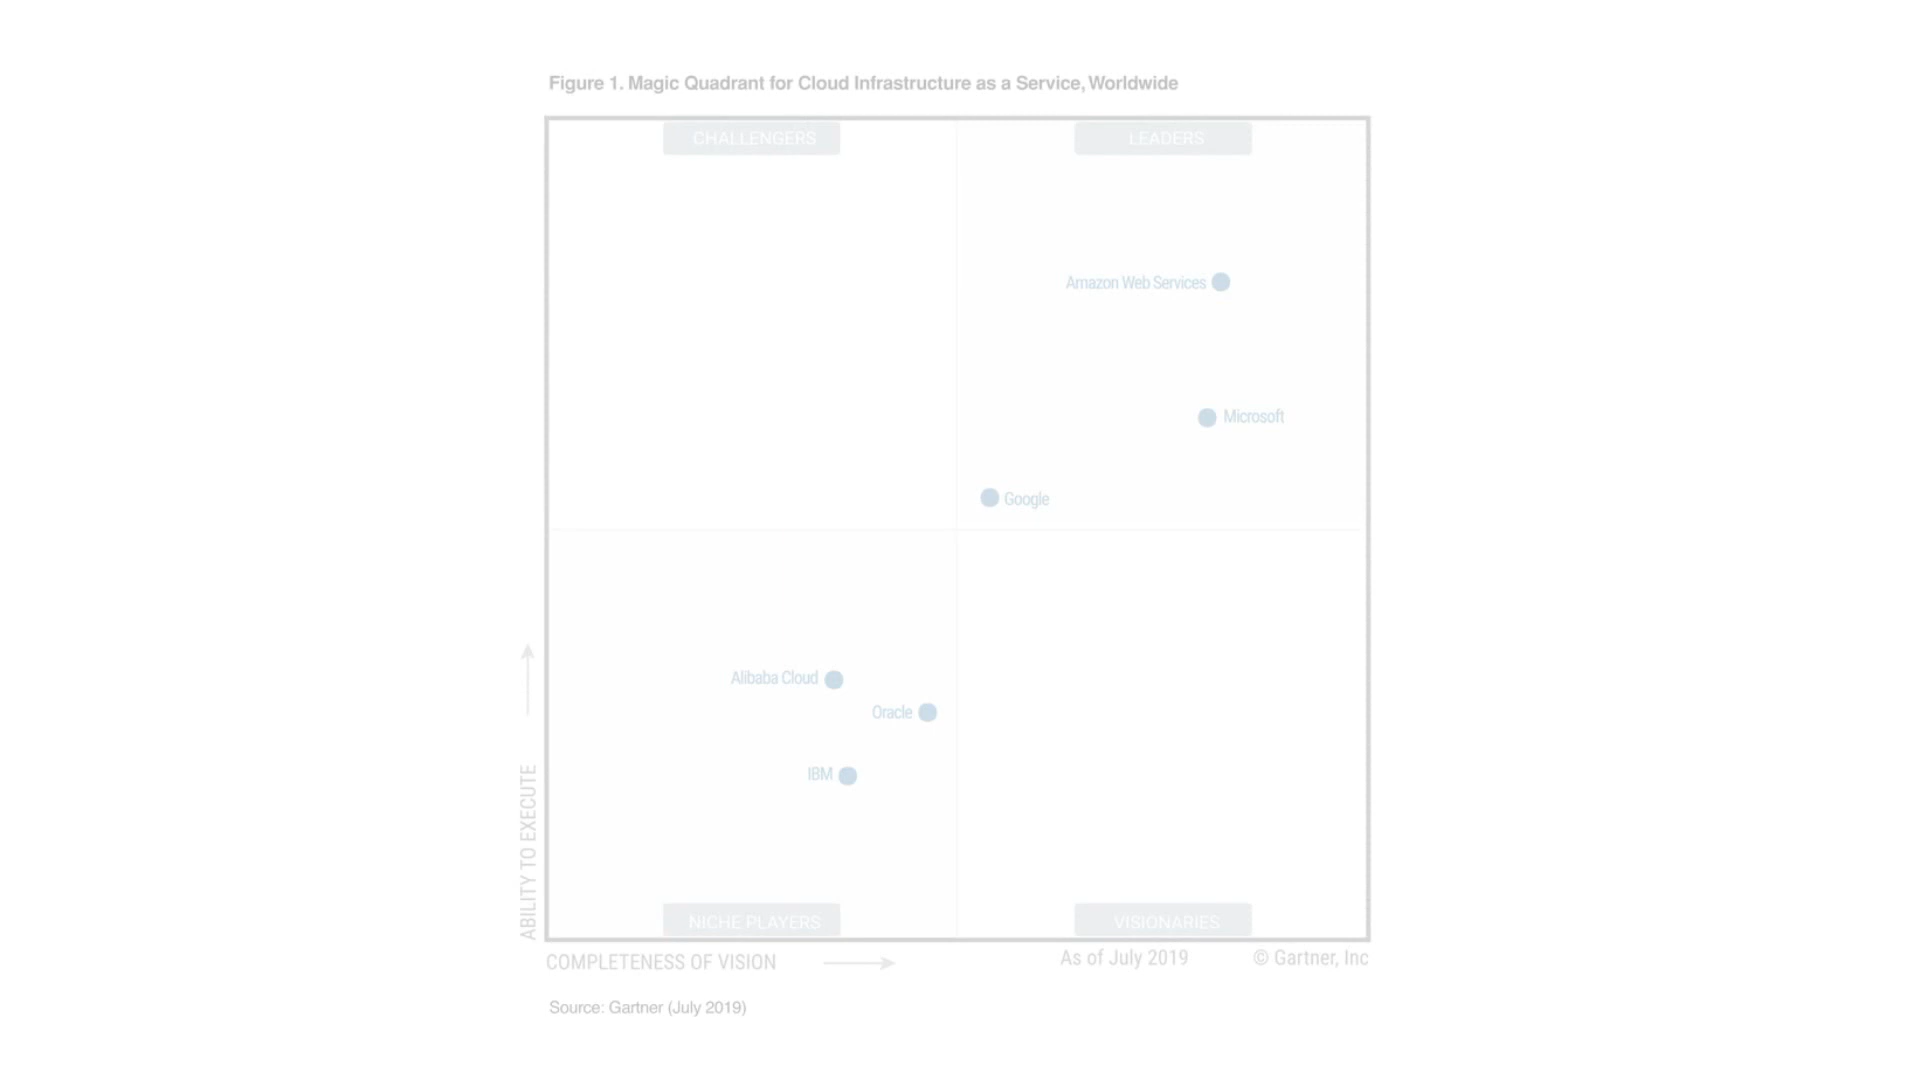 Figure 1. Magic Quadrant for Cloud Infrastructure as a Service, Worldwide
CHALLENGERS
LEADERS
Amazon Web Services
Microsoft
Google
Alibaba Cloud
Oracle
IBM
ABILITY TO EXECUTE
NICHE PLAYERS
VISIONARIES
COMPLETENESS OF VISION
As of July 2019
© Gartner, Inc
Source: Gartner (July 2019)